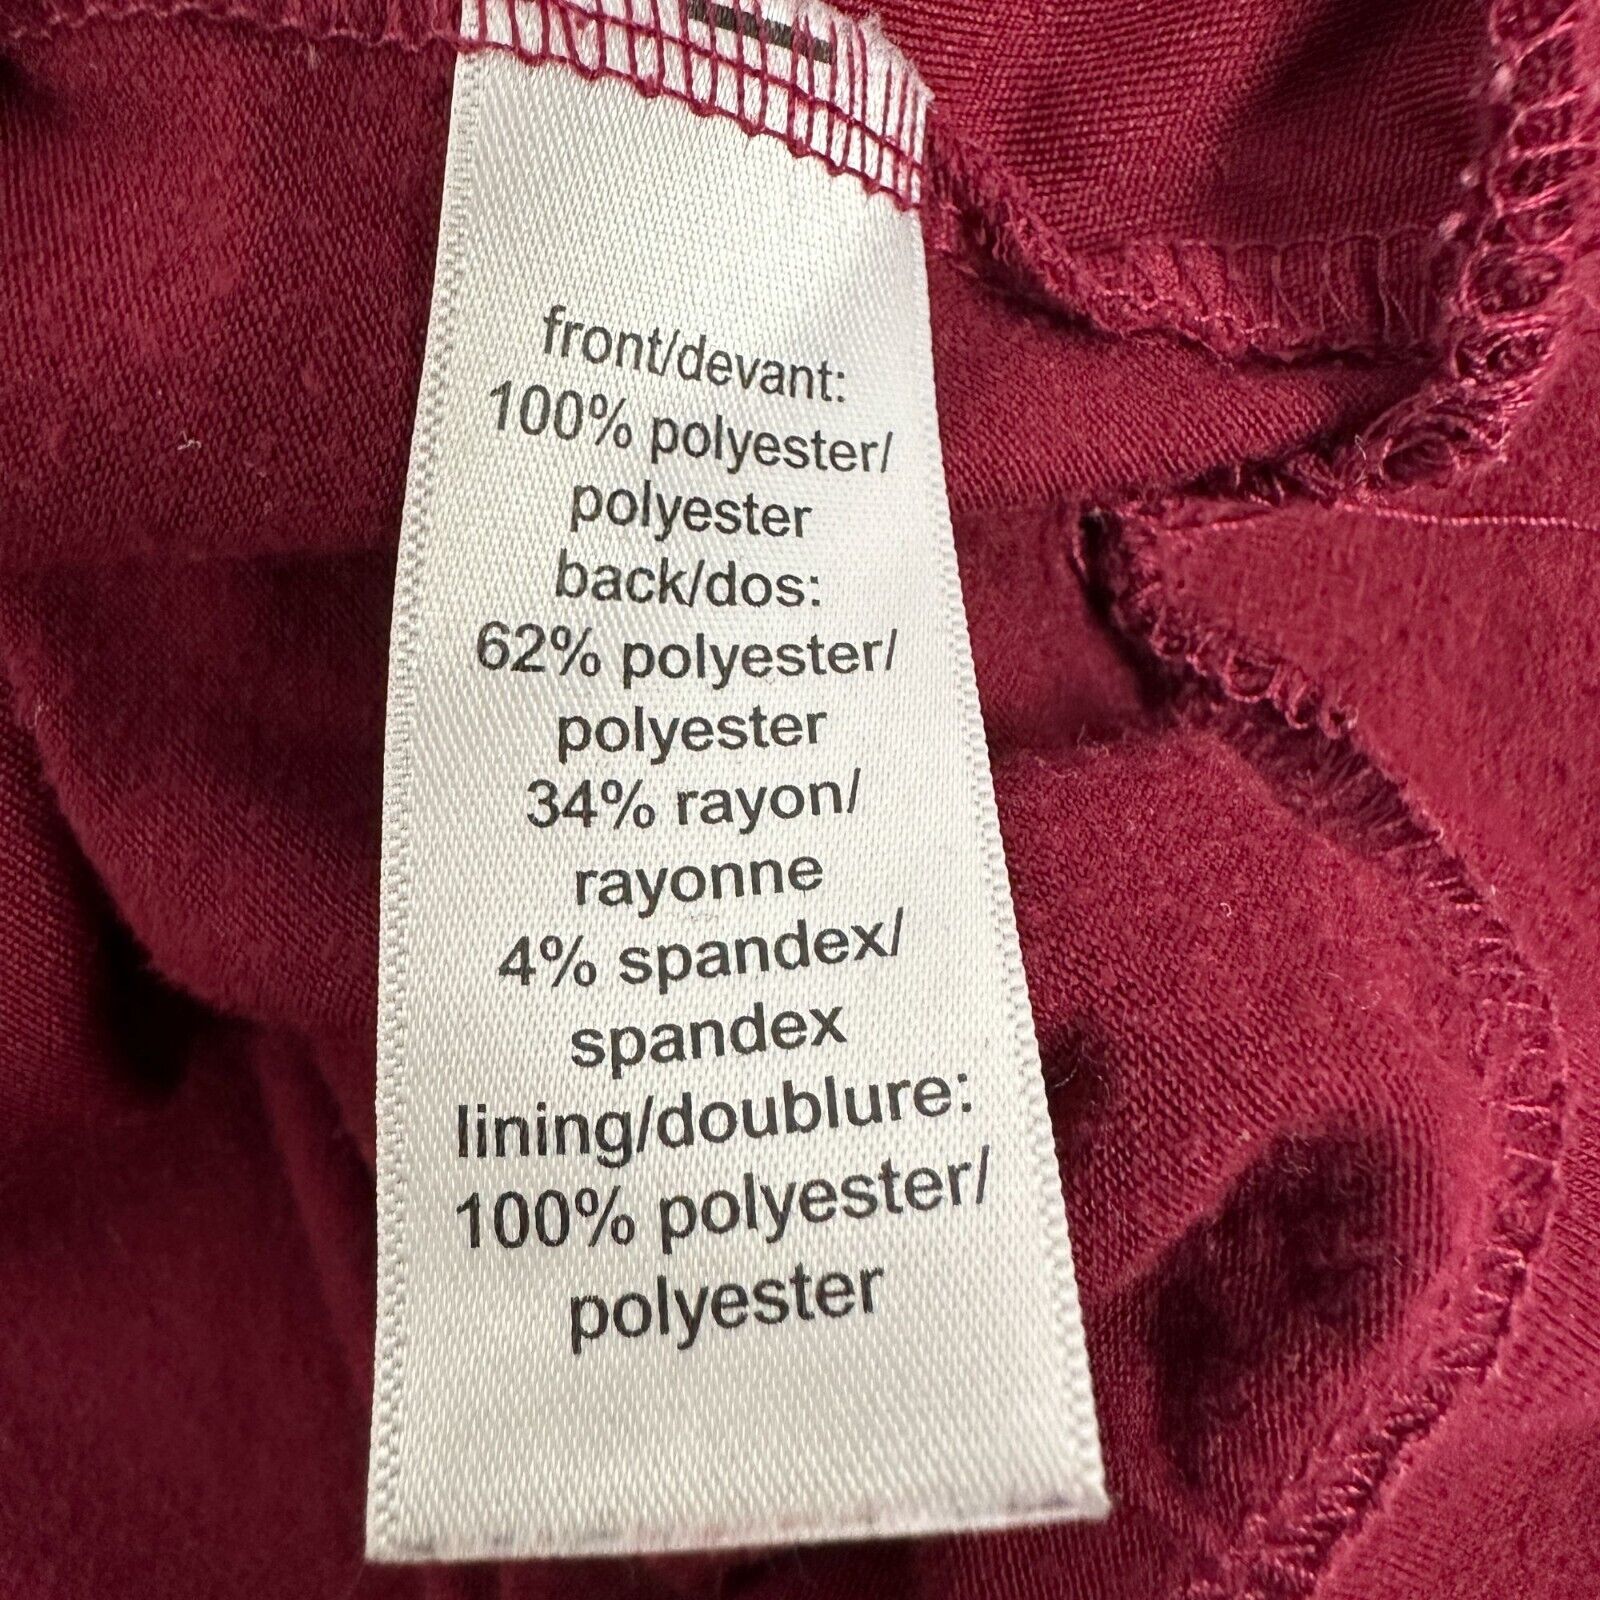 front/devant:
100% polyester/
polyester
back/dos:
62% polyester/
polyester
34% rayon/
rayonne
4% spandex/
spandex
lining/doublure:
100% polyester/
polyester